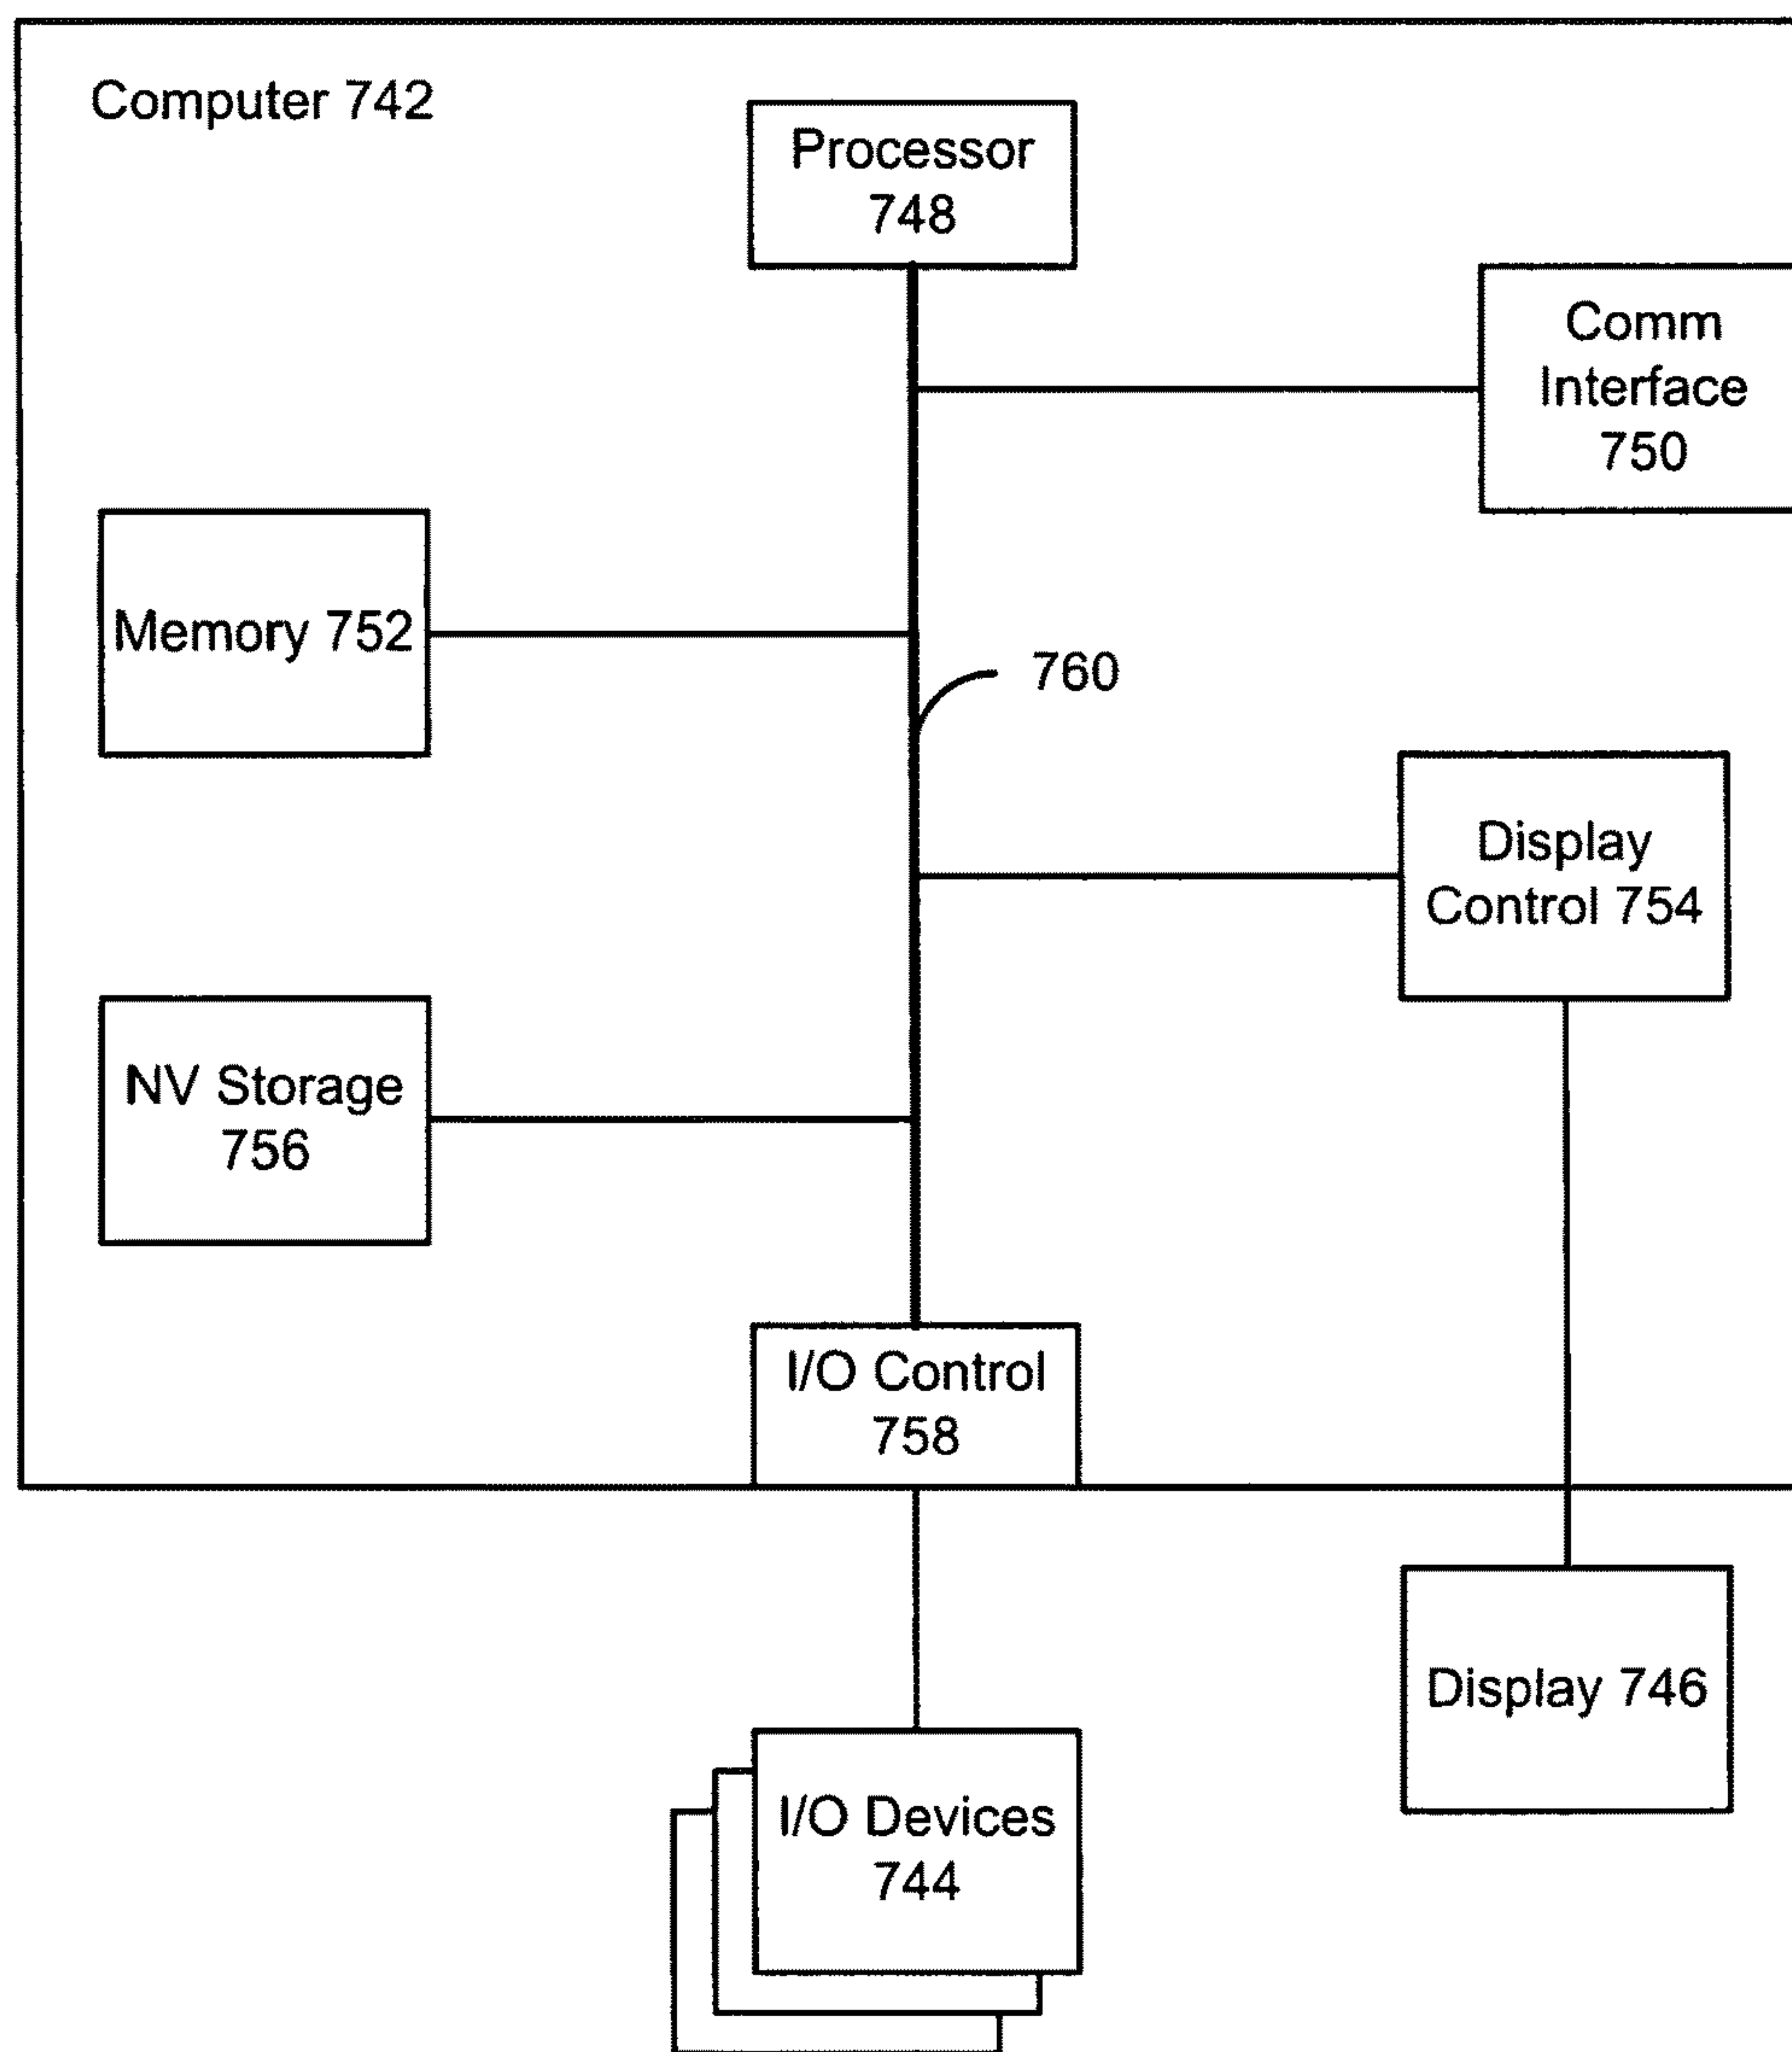 Computer 742
Processor
748
Comm
Interface
750
Memory 752
760
Display
Control 754
NV Storage
756
I/O Control
758
Display 746
I/O Devices
744